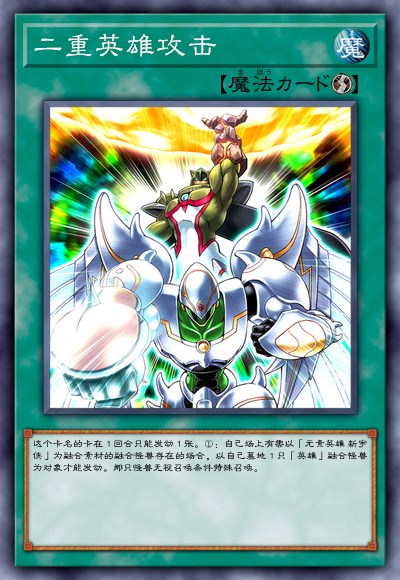 二重英雄攻击
魔
【魔法カード】
まほう
这个卡名的卡在1回合只能发动1张。①:自己场上有需以「元素英雄 新宇
侠」为融合素材的融合怪兽存在的场合,以自己墓地1只「英雄」融合怪兽
为对象才能发动。那只怪兽无视召唤条件特殊召唤。